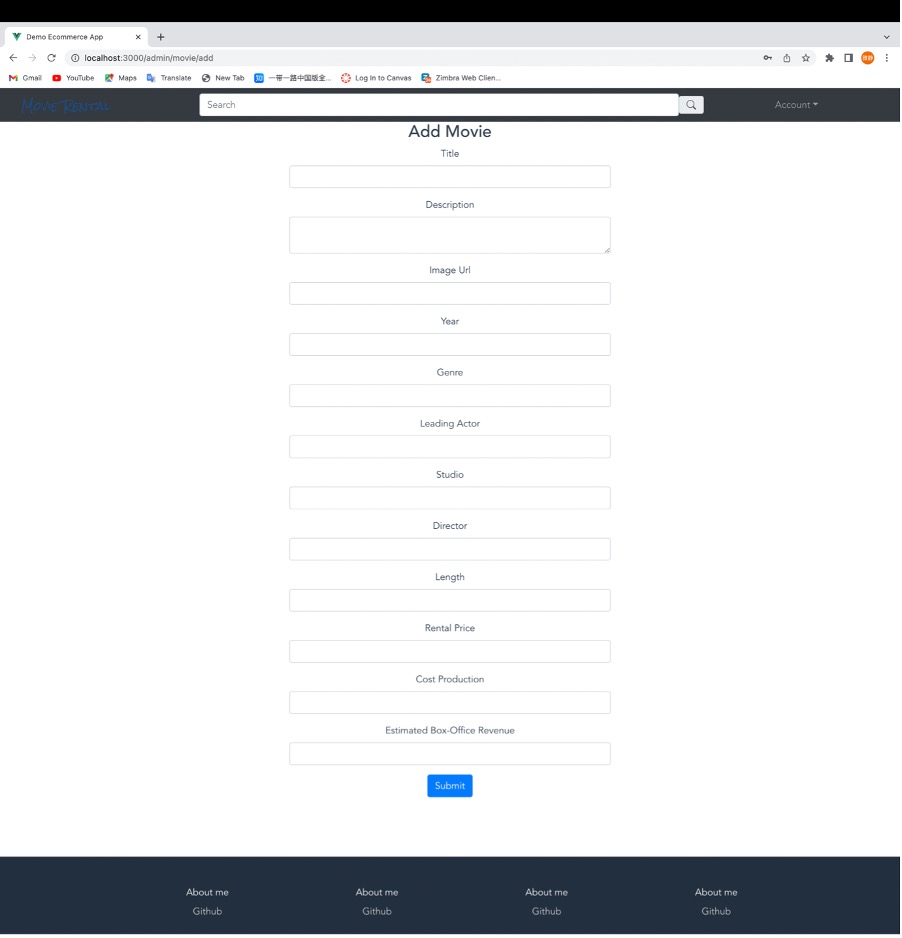 Demo Ecommerce App
localhost:3000/admin/movie/add
Gmail YouTube Maps Translate New Tab 一带一路中国版全... Log in to Canvas Zimbra Web Clien...
Movie Rental Search Account
Add Movie
Title
Description
Image Url
Year
Genre
Leading Actor
Studio
Director
Length
Rental Price
Cost Production
Estimated Box-Office Revenue
Submit
About me About me About me About me
Github Github Github Github